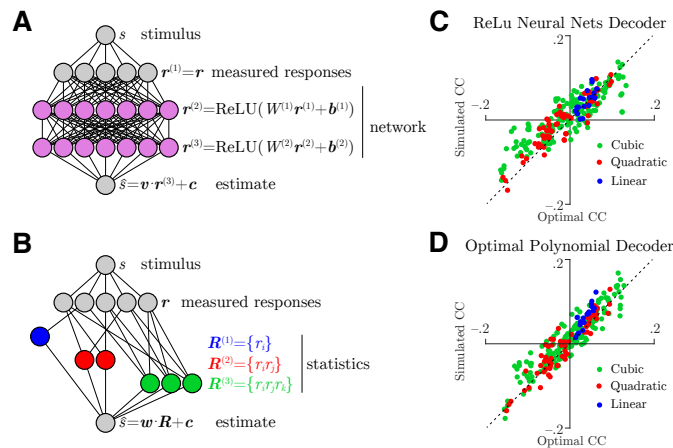 A
s stimulus
r⁽¹⁾=r measured responses
r⁽²⁾=ReLU(W⁽¹⁾r⁽¹⁾+b⁽¹⁾)
network
r⁽³⁾=ReLU(W⁽²⁾r⁽²⁾+b⁽²⁾)
ŝ=v·r⁽³⁾+c estimate
B
s stimulus
r measured responses
R⁽¹⁾={rᵢ}
R⁽²⁾={rᵢrⱼ}
statistics
R⁽³⁾={rᵢrⱼrₖ}
ŝ=w·R+c estimate
C
ReLu Neural Nets Decoder
.2
Simulated CC
-.2
.2
Cubic
Quadratic
Linear
-.2
Optimal CC
D
Optimal Polynomial Decoder
.2
Simulated CC
-.2
.2
Cubic
Quadratic
Linear
-.2
Optimal CC